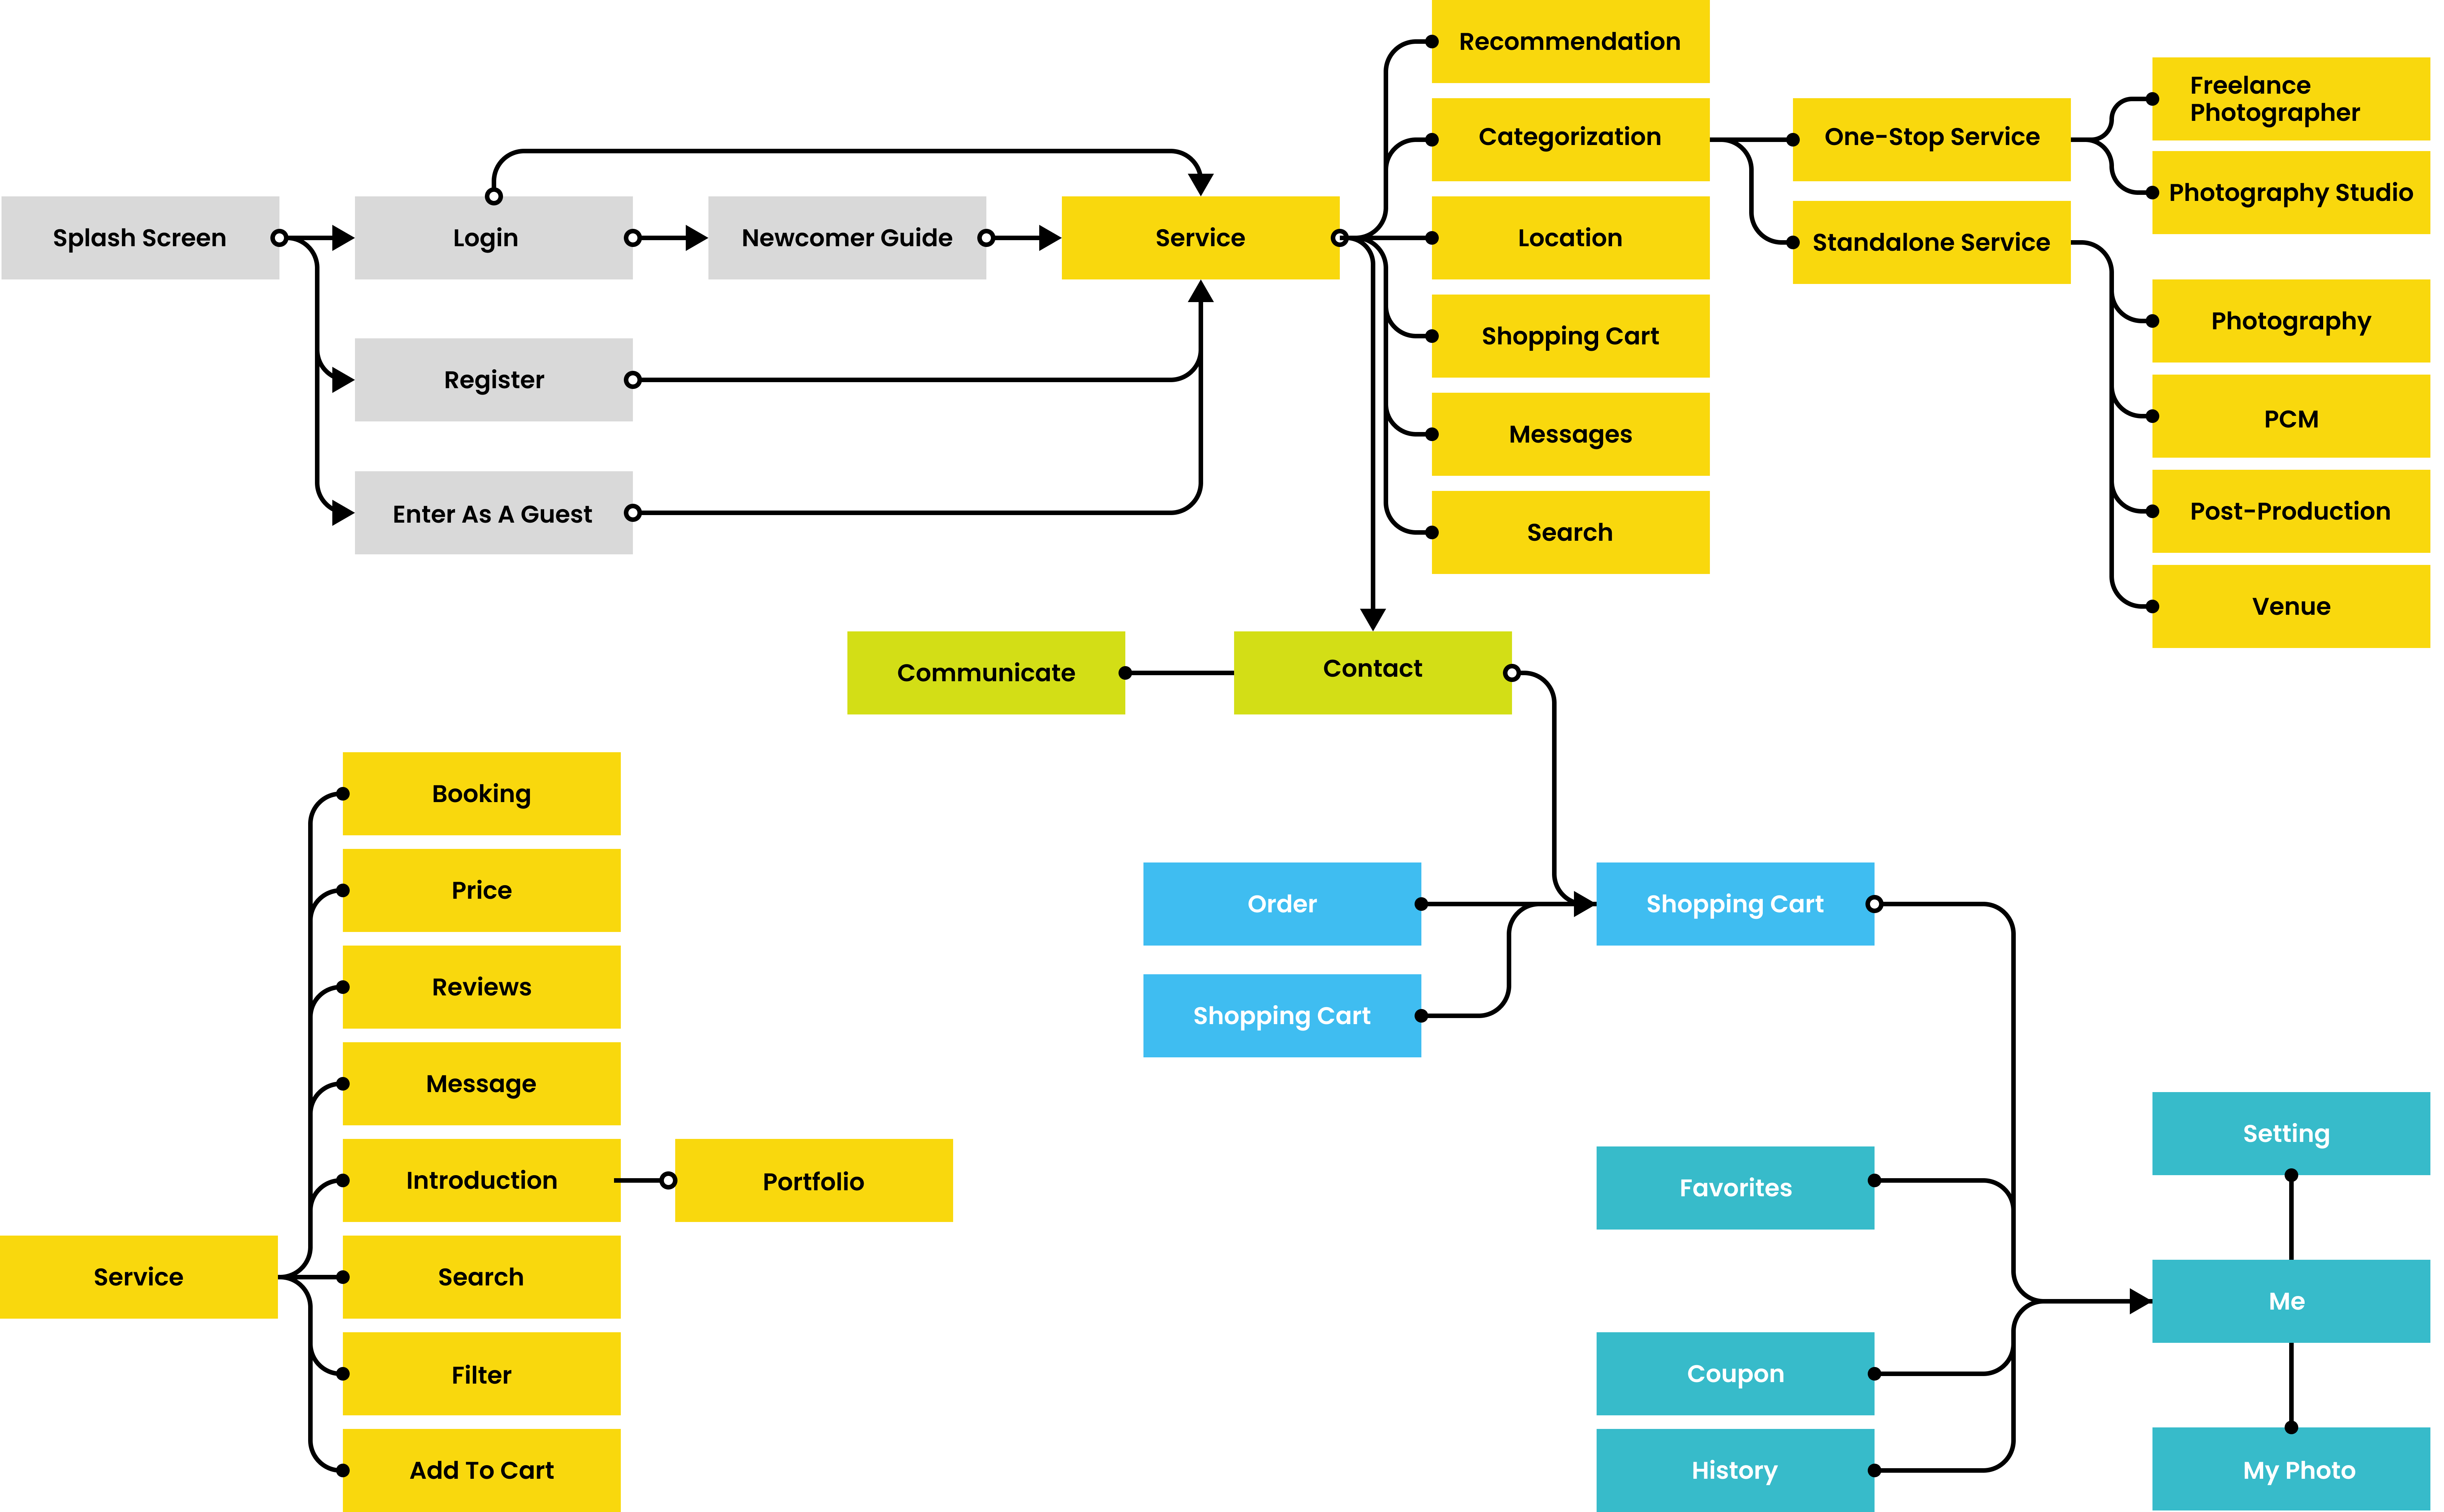 Recommendation
Freelance
Photographer
Categorization
One-Stop Service
Photography Studio
Splash Screen
Login
Newcomer Guide
Service
Location
Standalone Service
Shopping Cart
Photography
Register
Messages
PCM
Enter As A Guest
Search
Post-Production
Venue
Communicate
Contact
Booking
Price
Order
Shopping Cart
Reviews
Shopping Cart
Message
Setting
Introduction
Portfolio
Favorites
Service
Search
Me
Filter
Coupon
Add To Cart
History
My Photo